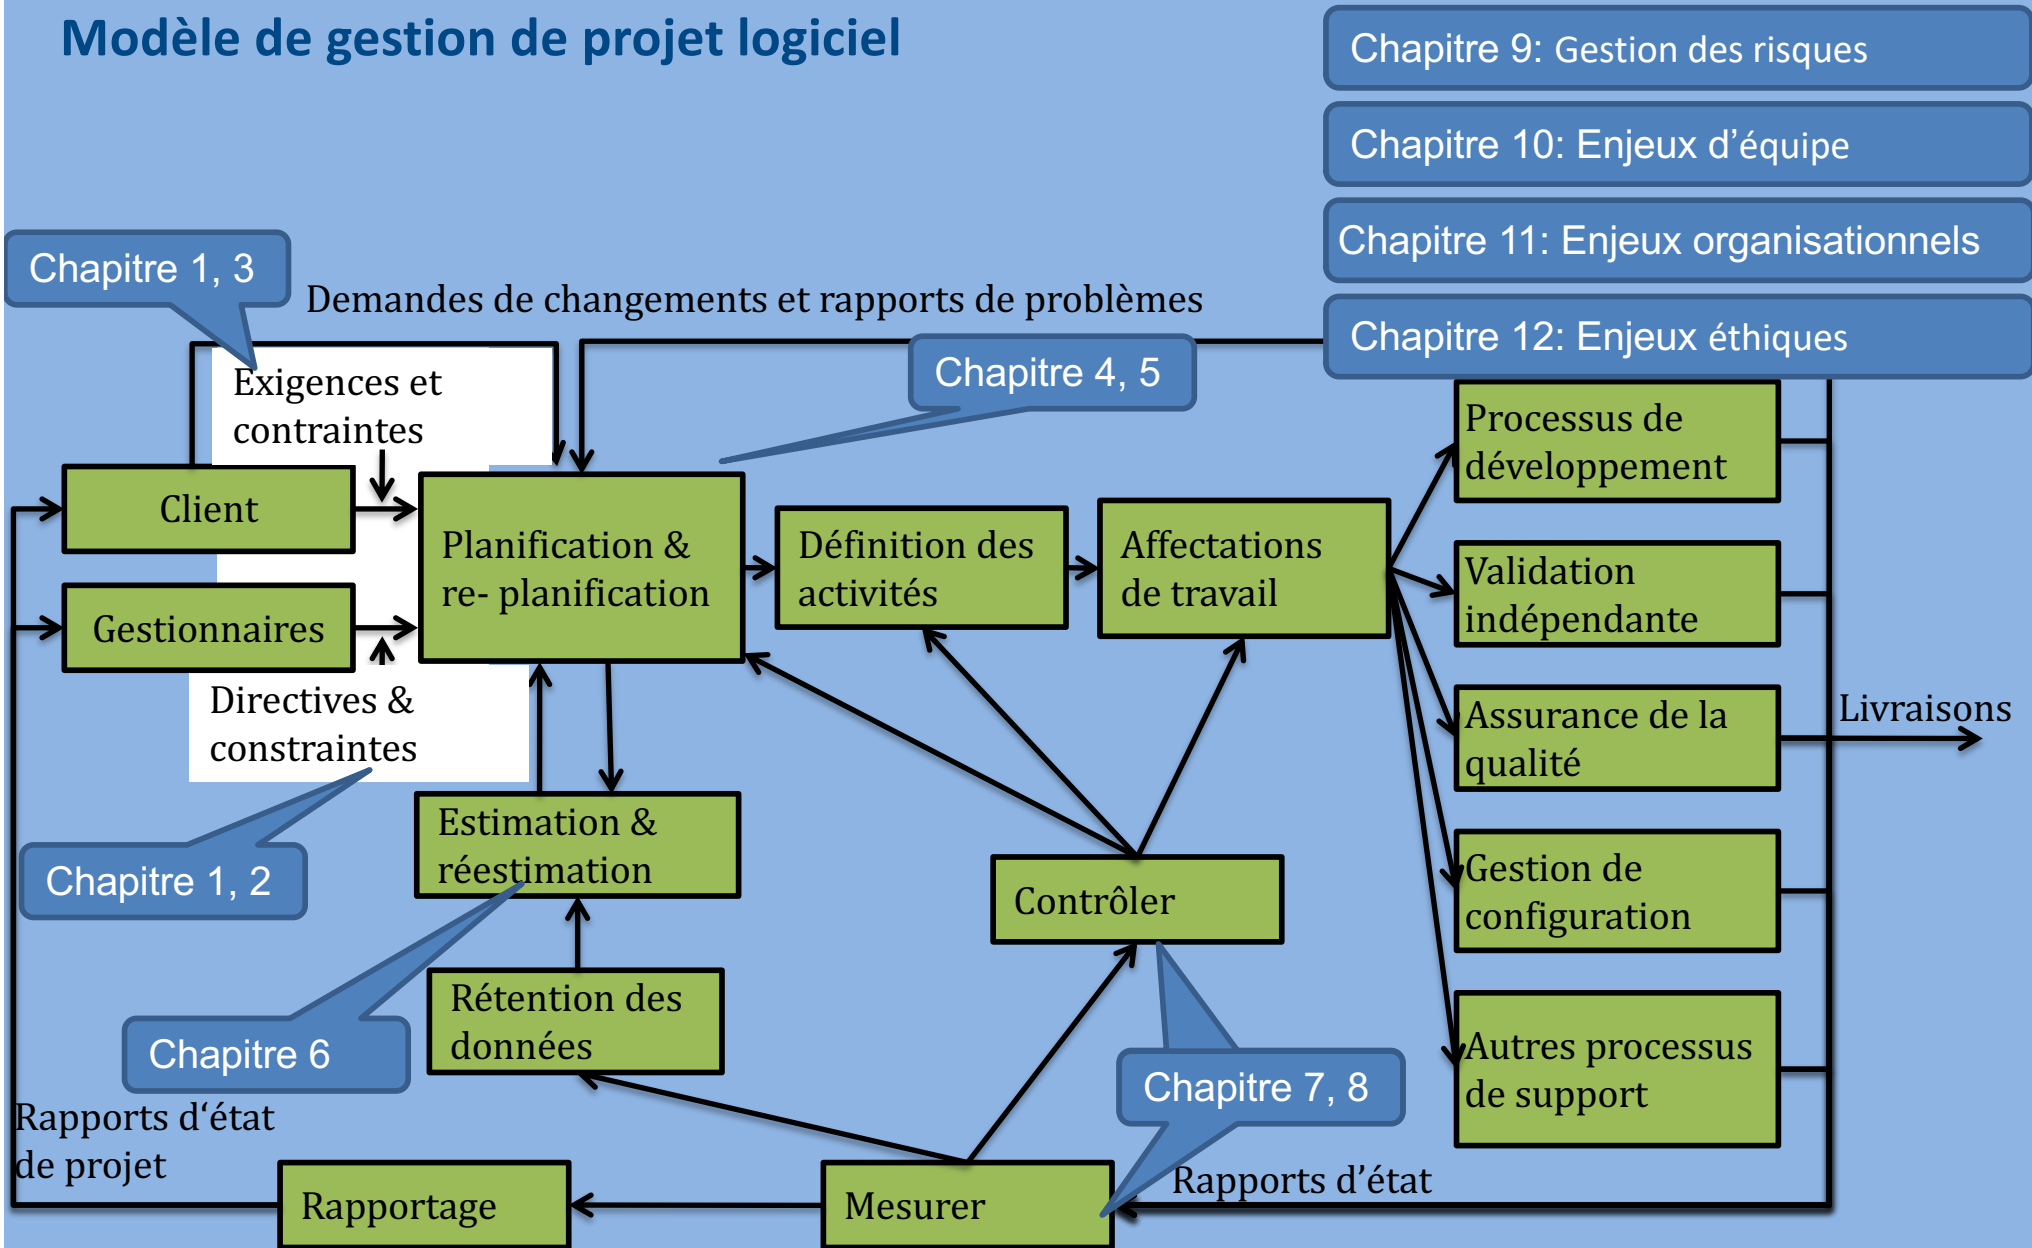 Modèle de gestion de projet logiciel
Chapitre 9: Gestion des risques
Chapitre 10: Enjeux d’équipe
Chapitre 11: Enjeux organisationnels
Chapitre 12: Enjeux éthiques
Chapitre 1, 3
Demandes de changements et rapports de problèmes
Chapitre 4, 5
Exigences et
contraintes
Client
Gestionnaires
Directives &
constraintes
Chapitre 1, 2
Planification &
re- planification
Définition des
activités
Affectations
de travail
Processus de
développement
Validation
indépendante
Assurance de la
qualité
Gestion de
configuration
Autres processus
de support
Livraisons
Estimation &
réestimation
Contrôler
Rétention des
données
Chapitre 6
Chapitre 7, 8
Rapports d‘état
de projet
Rapportage
Mesurer
Rapports d’état